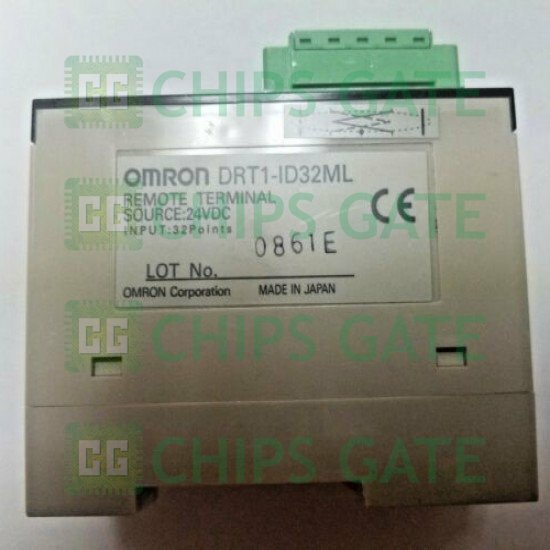 CHIPS GATE
OMRON DRT1-ID32ML
REMOTE TERMINAL
SOURCE:24VDC
INPUT:32Points
CE
0861E
LOT No.
OMRON Corporation MADE IN JAPAN
CHIPS GATE
CHIPS GATE
CHIPS GATE